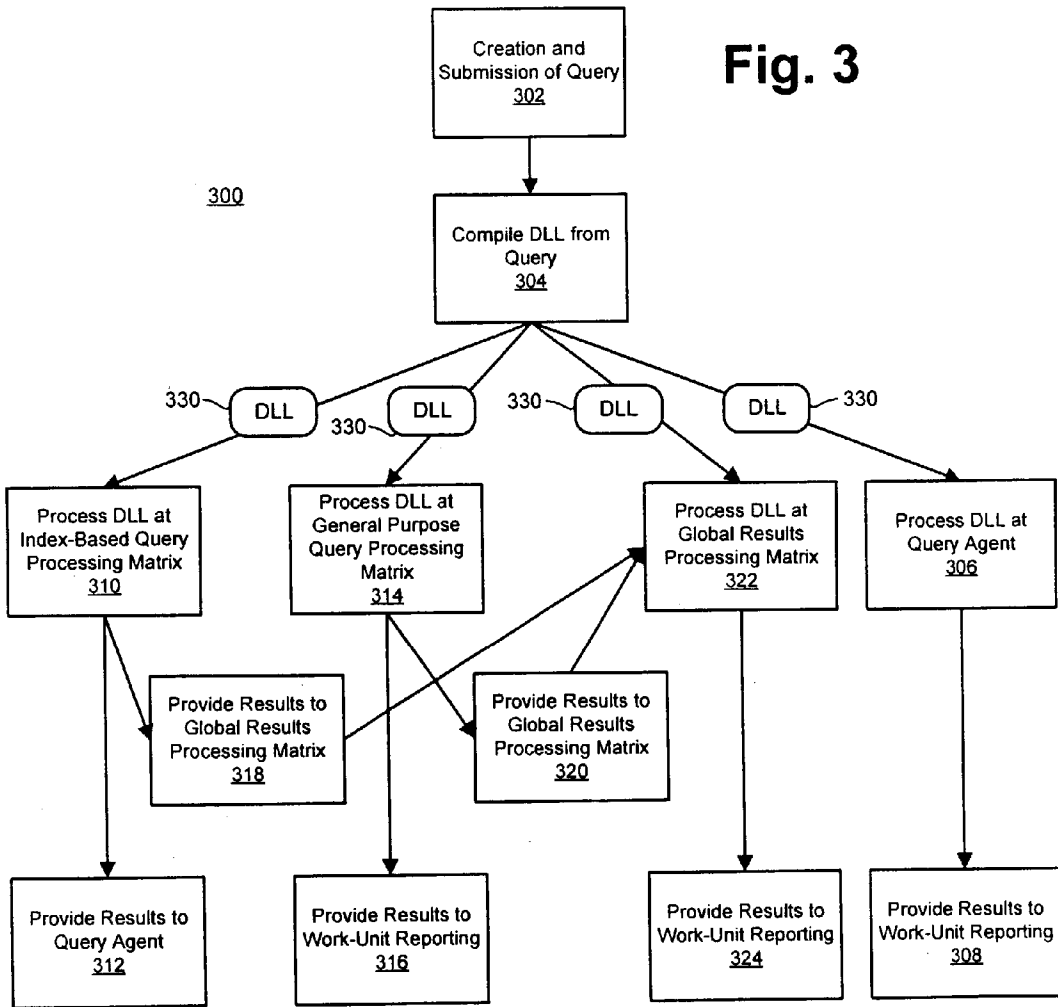 Creation and
Submission of Query
302
Fig. 3
300
Compile DLL from
Query
304
330
DLL
330
DLL
330
DLL
DLL
330
Process DLL at
Index-Based Query
Processing Matrix
310
Process DLL at
General Purpose
Query Processing
Matrix
314
Process DLL at
Global Results
Processing Matrix
322
Process DLL at
Query Agent
306
Provide Results to
Global Results
Processing Matrix
318
Provide Results to
Global Results
Processing Matrix
320
Provide Results to
Query Agent
312
Provide Results to
Work-Unit Reporting
316
Provide Results to
Work-Unit Reporting
324
Provide Results to
Work-Unit Reporting
308